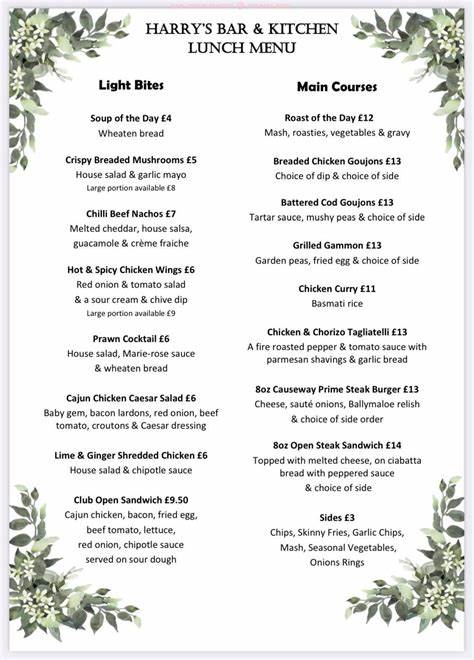 HARRY'S BAR & KITCHEN
LUNCH MENU
Light Bites
Soup of the Day £4
Wheaten bread
Crispy Breaded Mushrooms £5
House salad & garlic mayo
Large portion available £8
Chilli Beef Nachos £7
Melted cheddar, house salsa,
guacamole & crème fraiche
Hot & Spicy Chicken Wings £6
Red onion & tomato salad
& a sour cream & chive dip
Large portion available £9
Prawn Cocktail £6
House salad, Marie-rose sauce
& wheaten bread
Cajun Chicken Caesar Salad £6
Baby gem, bacon lardons, red onion, beef
tomato, croutons & Caesar dressing
Lime & Ginger Shredded Chicken £6
House salad & chipotle sauce
Club Open Sandwich £9.50
Cajun chicken, bacon, fried egg,
beef tomato, lettuce,
red onion, chipotle sauce
served on sour dough
Main Courses
Roast of the Day £12
Mash, roasties, vegetables & gravy
Breaded Chicken Goujons £13
Choice of dip & choice of side
Battered Cod Goujons £13
Tartar sauce, mushy peas & choice of side
Grilled Gammon £13
Garden peas, fried egg & choice of side
Chicken Curry £11
Basmati rice
Chicken & Chorizo Tagliatelli £13
A fire roasted pepper & tomato sauce with
parmesan shavings & garlic bread
8oz Causeway Prime Steak Burger £13
Cheese, sauté onions, Ballymaloe relish
& choice of side order
8oz Open Steak Sandwich £14
Topped with melted cheese, on ciabatta
bread with peppered sauce
& choice of side
Sides £3
Chips, Skinny Fries, Garlic Chips,
Mash, Seasonal Vegetables,
Onions Rings